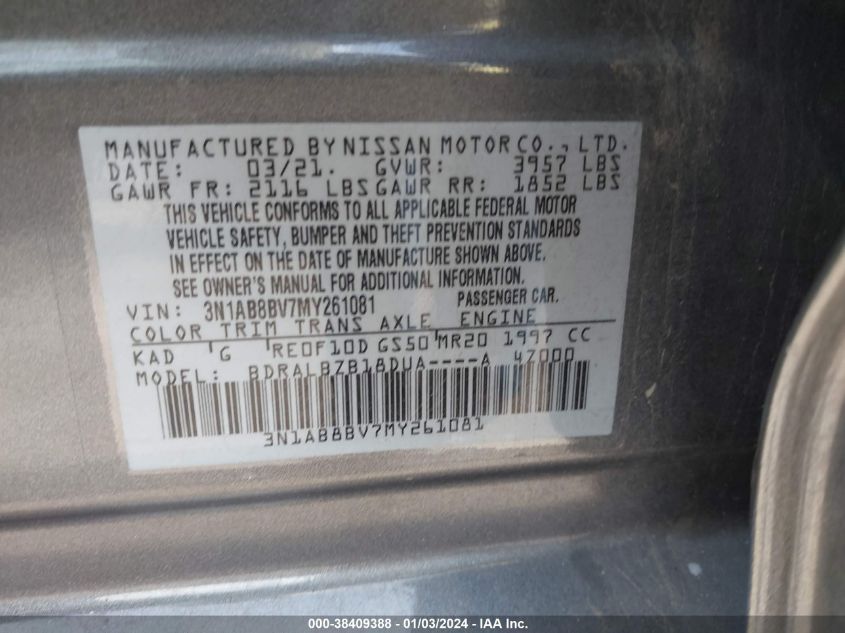 MANUFACTURED BY NISSAN MOTOR CO., LTD.
DATE: 03/21. GVWR: 3957 LBS
GAWR FR: 2116 LBS GAWR RR: 1852 LBS
THIS VEHICLE CONFORMS TO ALL APPLICABLE FEDERAL MOTOR
VEHICLE SAFETY, BUMPER AND THEFT PREVENTION STANDARDS
IN EFFECT ON THE DATE OF MANUFACTURE SHOWN ABOVE.
SEE OWNER'S MANUAL FOR ADDITIONAL INFORMATION.
VIN: 3N1AB8BV7MY261081 PASSENGER CAR.
COLOR TRIM TRANS AXLE ENGINE
KAD G RE0F10D GS50 MR20 1997 CC
MODEL: BDRALBZB18DUA----A 47000
3N1AB8BV7MY261081
000-38409388 - 01/03/2024 - IAA Inc.